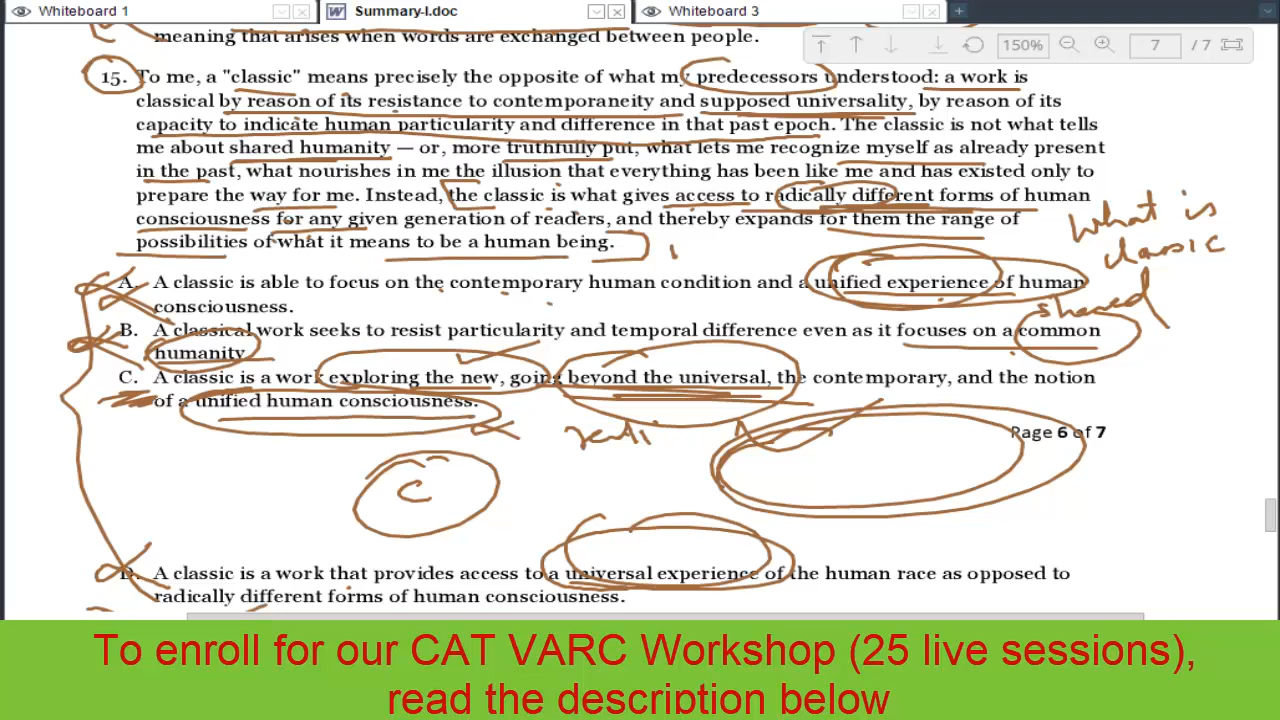 Whiteboard 1
Summary-I.doc
Whiteboard 3
150%
7
/ 7
meaning that arises when words are exchanged between people.
15. To me, a "classic" means precisely the opposite of what my predecessors understood: a work is
classical by reason of its resistance to contemporaneity and supposed universality, by reason of its
capacity to indicate human particularity and difference in that past epoch. The classic is not what tells
me about shared humanity — or, more truthfully put, what lets me recognize myself as already present
in the past, what nourishes in me the illusion that everything has been like me and has existed only to
prepare the way for me. Instead, the classic is what gives access to radically different forms of human
consciousness for any given generation of readers, and thereby expands for them the range of
possibilities of what it means to be a human being.
What is
classic
A. A classic is able to focus on the contemporary human condition and a unified experience of human
consciousness.
shared
B. A classical work seeks to resist particularity and temporal difference even as it focuses on a common
humanity
C. A classic is a work exploring the new, going beyond the universal, the contemporary, and the notion
of a unified human consciousness.
Page 6 of 7
C
D. A classic is a work that provides access to a universal experience of the human race as opposed to
radically different forms of human consciousness.
To enroll for our CAT VARC Workshop (25 live sessions),
read the description below